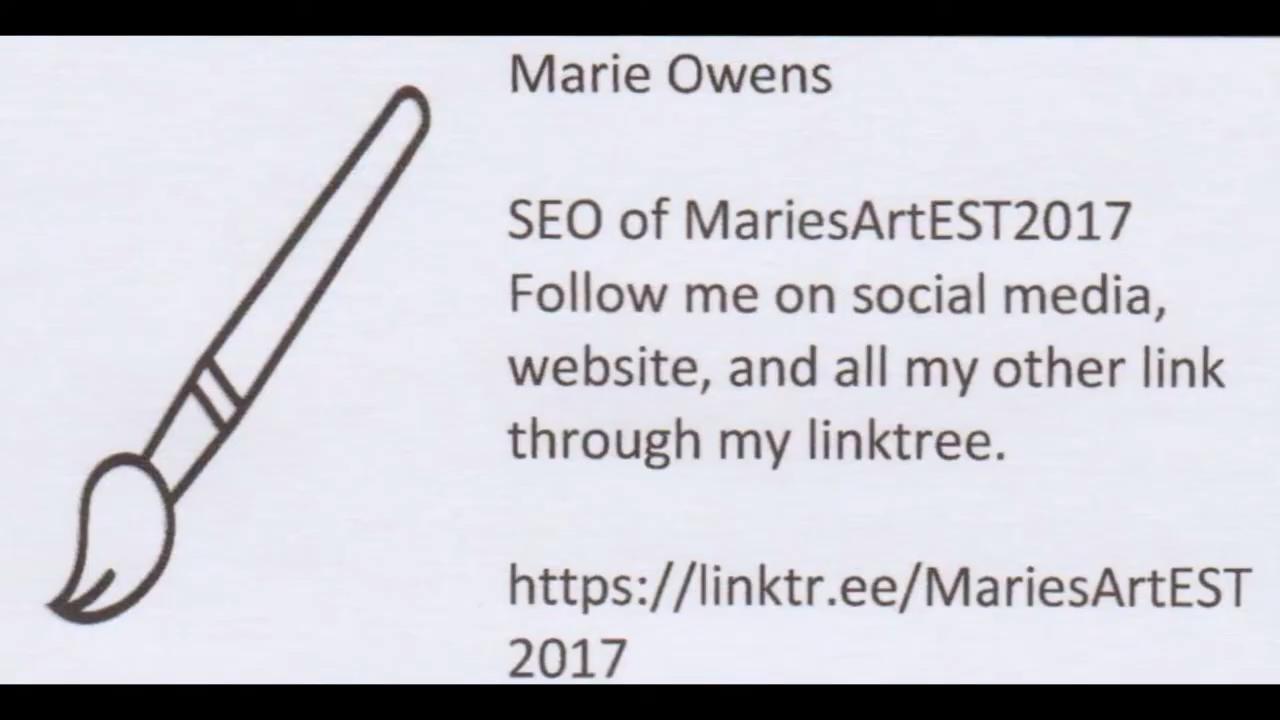 Marie Owens
SEO of MariesArtEST2017
Follow me on social media,
website, and all my other link
through my linktree.
https://linktr.ee/MariesArtEST
2017